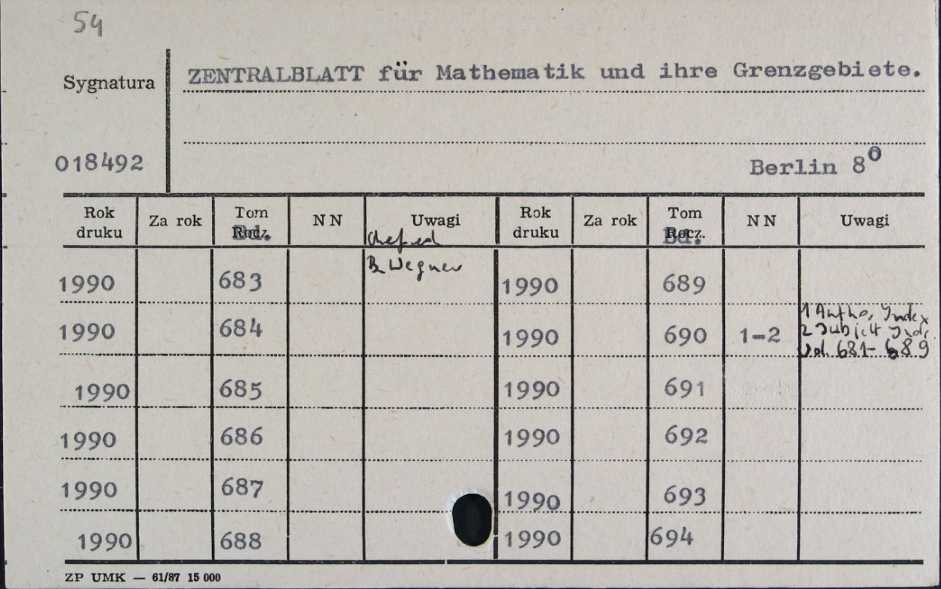 54
Sygnatura
ZENTRALBLATT für Mathematik und ihre Grenzgebiete.
018492
Berlin 8⁰
Rok druku Za rok Tom Bd. NN Uwagi Rok druku Za rok Tom Bd. NN Uwagi
B. Wegner
1990 683 1990 689
1990 684 1990 690 1-2 1 Autho, Index
2 Subject Index
vol. 681-689
1990 685 1990 691
1990 686 1990 692
1990 687 1990 693
1990 688 1990 694
ZP UMK — 61/87 15 000